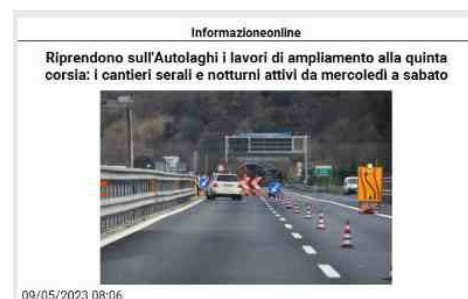 Informazioneonline
Riprendono sull'Autolaghi i lavori di ampliamento alla quinta
corsia: i cantieri serali e notturni attivi da mercoledì a sabato
09/05/2023 08:06